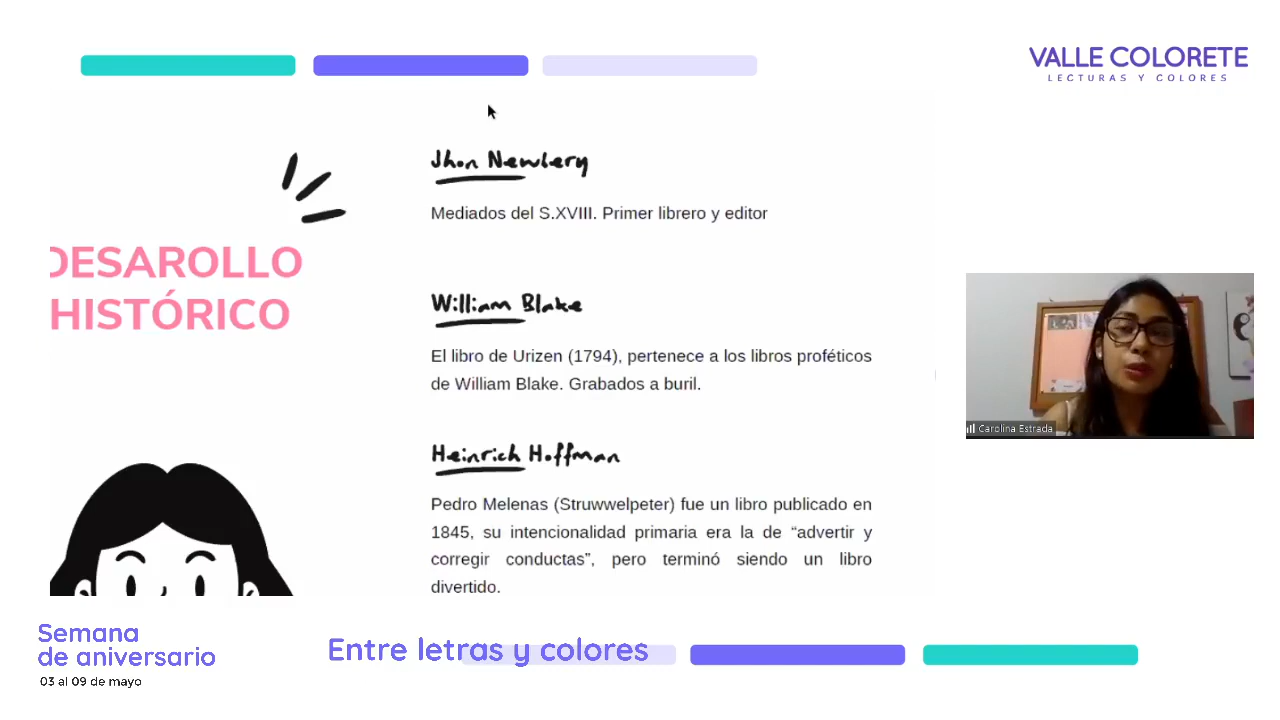 VALLE COLORETE
LECTURAS Y COLORES
Jhon Newlery
Mediados del S.XVIII. Primer librero y editor
DESAROLLO
HISTÓRICO
William Blake
El libro de Urizen (1794), pertenece a los libros proféticos
de William Blake. Grabados a buril.
Heinrich Hoffman
Pedro Melenas (Struwwelpeter) fue un libro publicado en
1845, su intencionalidad primaria era la de “advertir y
corregir conductas”, pero terminó siendo un libro
divertido.
Carolina Estrada
Semana
de aniversario
03 al 09 de mayo
Entre letras y colores